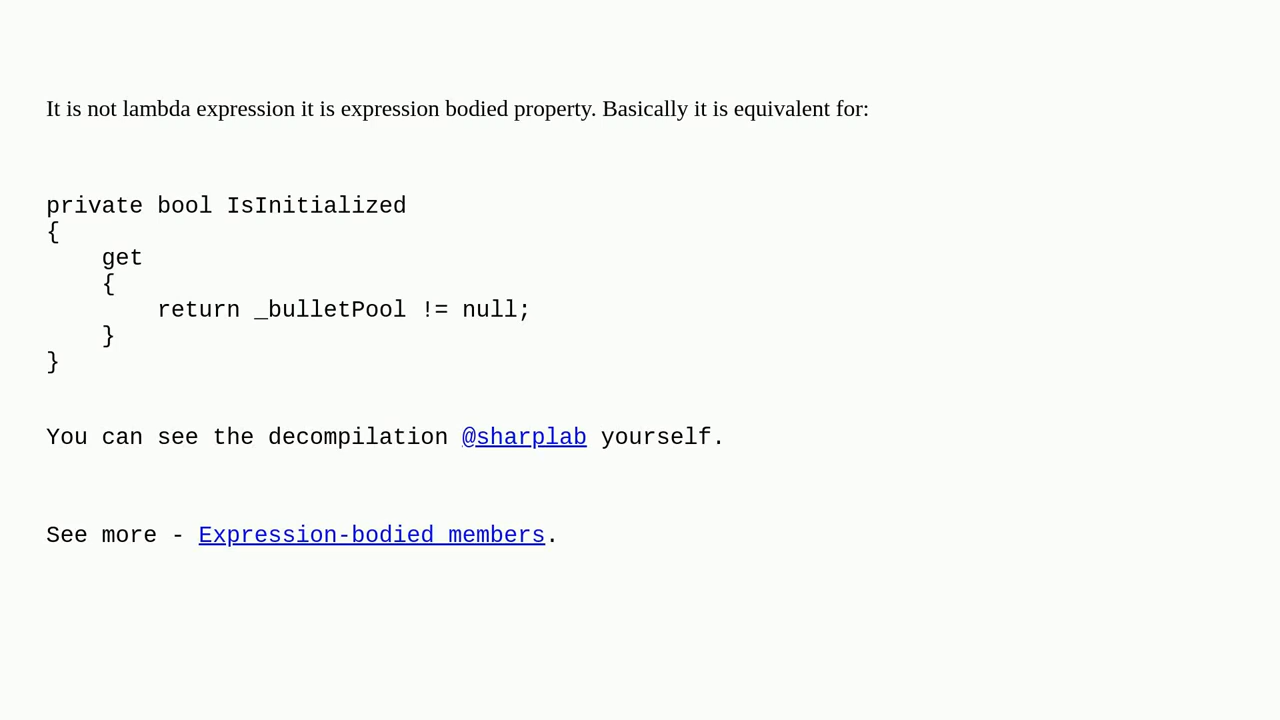 It is not lambda expression it is expression bodied property. Basically it is equivalent for:
private bool IsInitialized
{
    get
    {
        return _bulletPool != null;
    }
}
You can see the decompilation @sharplab yourself.
See more - Expression-bodied members.